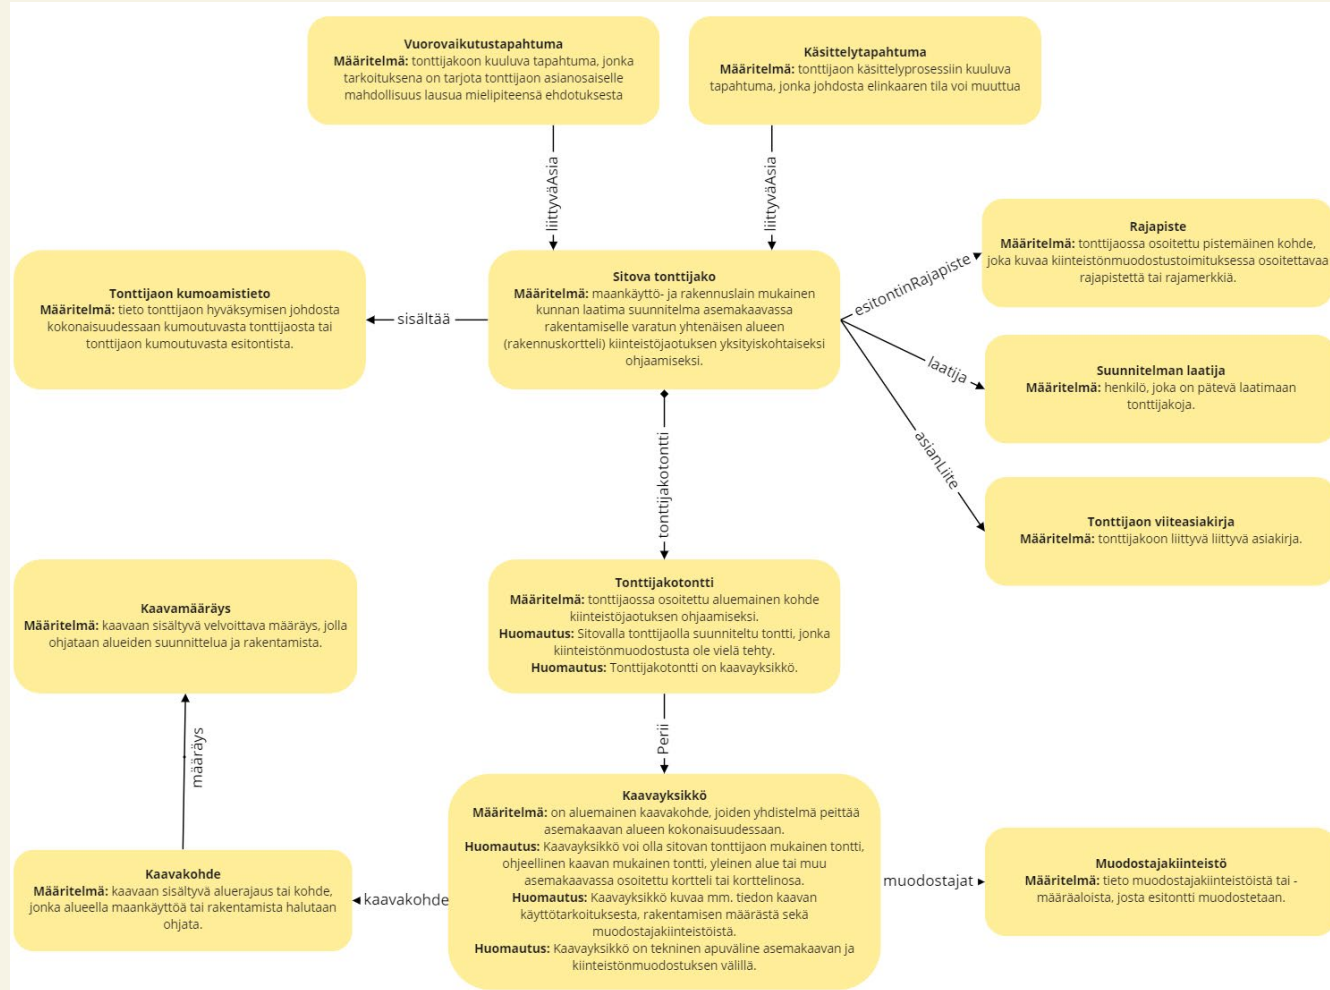 Vuorovaikutustapahtuma
Määritelmä: tonttijakoon kuuluva tapahtuma, jonka
tarkoituksena on tarjota tonttijaon asianosaiselle
mahdollisuus lausua mielipiteensä ehdotuksesta
Käsittelytapahtuma
Määritelmä: tonttijaon käsittelyprosessiin kuuluva
tapahtuma, jonka johdosta elinkaaren tila voi muuttua
liittyväAsia
liittyväAsia
Tonttijaon kumoamistieto
Määritelmä: tieto tonttijaon hyväksymisen johdosta
kokonaisuudessaan kumoutuvasta tonttijaosta tai
tonttijaon kumoutuvasta esitontista.
sisältää
Sitova tonttijako
Määritelmä: maankäyttö- ja rakennuslain mukainen
kunnan laatima suunnitelma asemakaavassa
rakentamiselle varatun yhtenäisen alueen
(rakennuskortteli) kiinteistöjaotuksen yksityiskohtaiseksi
ohjaamiseksi.
esitontinRajapiste
Rajapiste
Määritelmä: tonttijaossa osoitettu pistemäinen kohde,
joka kuvaa kiinteistönmuodostustoimituksessa osoitettavaa
rajapistettä tai rajamerkkiä.
laatija
Suunnitelman laatija
Määritelmä: henkilö, joka on pätevä laatimaan
tonttijakoja.
asianLiite
Tonttijaon viiteasiakirja
Määritelmä: tonttijakoon liittyvä liittyvä asiakirja.
tonttijakotontti
Tonttijakotontti
Määritelmä: tonttijaossa osoitettu aluemainen kohde
kiinteistöjaotuksen ohjaamiseksi.
Huomautus: Sitovalla tonttijaolla suunniteltu tontti, jonka
kiinteistönmuodostusta ole vielä tehty.
Huomautus: Tonttijakotontti on kaavayksikkö.
Kaavamääräys
Määritelmä: kaavaan sisältyvä velvoittava määräys, jolla
ohjataan alueiden suunnittelua ja rakentamista.
määräys
Perii
Kaavayksikkö
Määritelmä: on aluemainen kaavakohde, joiden yhdistelmä peittää
asemakaavan alueen kokonaisuudessaan.
Huomautus: Kaavayksikkö voi olla sitovan tonttijaon mukainen tontti,
ohjeellinen kaavan mukainen tontti, yleinen alue tai muu
asemakaavassa osoitettu kortteli tai korttelinosa.
Huomautus: Kaavayksikkö kuvaa mm. tiedon kaavan
käyttötarkoituksesta, rakentamisen määrästä sekä
muodostajakiinteistöistä.
Huomautus: Kaavayksikkö on tekninen apuväline asemakaavan ja
kiinteistönmuodostuksen välillä.
Kaavakohde
Määritelmä: kaavaan sisältyvä aluerajaus tai kohde,
jonka alueella maankäyttöä tai rakentamista halutaan
ohjata.
kaavakohde
muodostajat
Muodostajakiinteistö
Määritelmä: tieto muodostajakiinteistöistä tai -
määräaloista, josta esitontti muodostetaan.